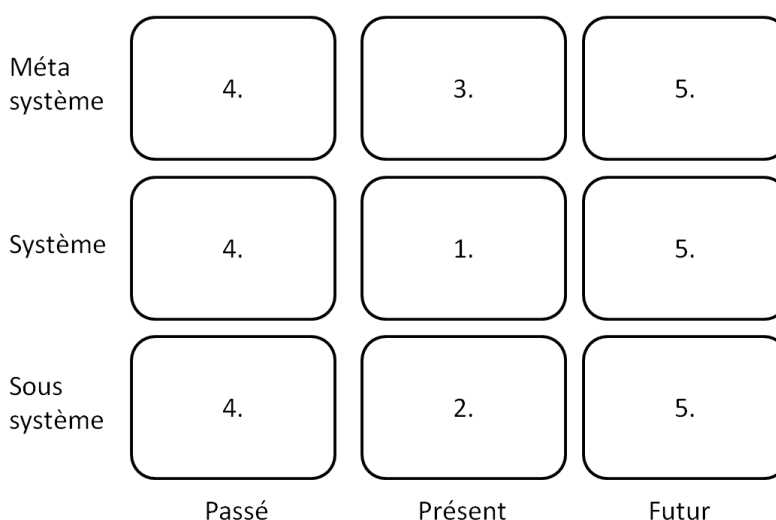 Méta
système
4.
3.
5.
Système
4.
1.
5.
Sous
système
4.
2.
5.
Passé
Présent
Futur